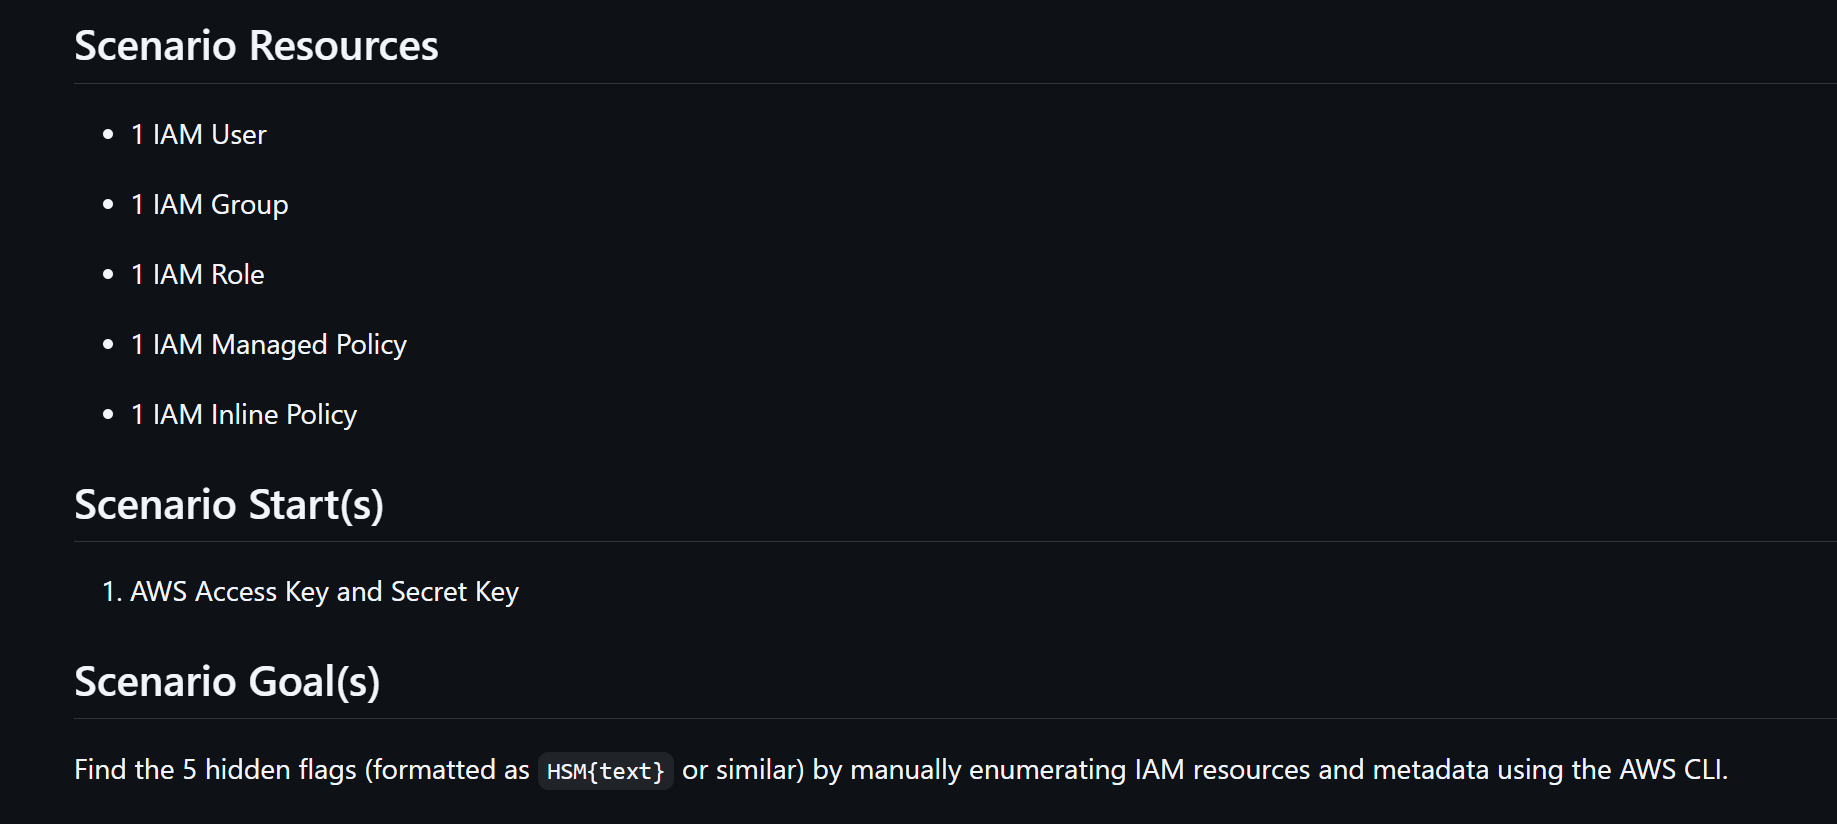 Scenario Resources
• 1 IAM User
• 1 IAM Group
• 1 IAM Role
• 1 IAM Managed Policy
• 1 IAM Inline Policy
Scenario Start(s)
1. AWS Access Key and Secret Key
Scenario Goal(s)
Find the 5 hidden flags (formatted as HSM{text} or similar) by manually enumerating IAM resources and metadata using the AWS CLI.